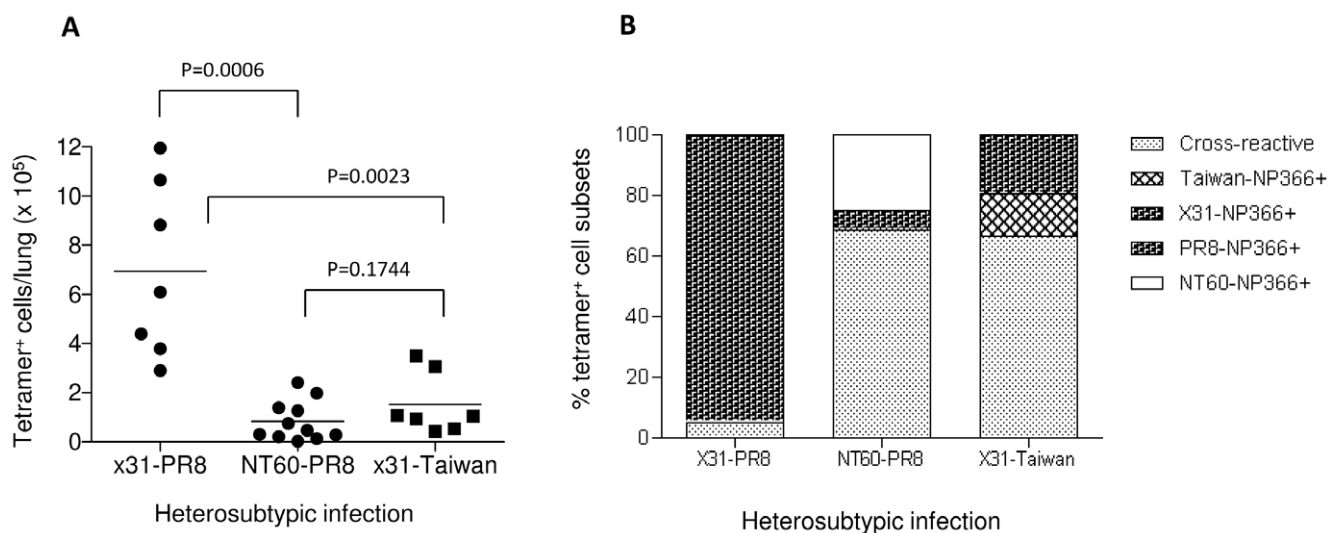 A
P=0.0006
P=0.0023
P=0.1744
Tetramer⁺ cells/lung (x 10⁵)
12
10
8
6
4
2
0
x31-PR8 NT60-PR8 x31-Taiwan
Heterosubtypic infection
B
% tetramer⁺ cell subsets
100
80
60
40
20
0
X31-PR8 NT60-PR8 X31-Taiwan
Heterosubtypic infection
Cross-reactive
Taiwan-NP366+
X31-NP366+
PR8-NP366+
NT60-NP366+